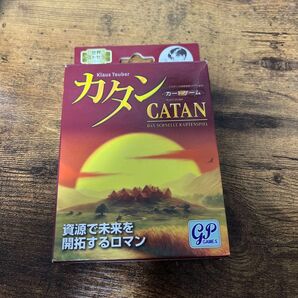 Klaus Teuber
カタン
カードゲーム
CATAN
DAS SCHNELLE KARTENSPIEL
資源で未来を
開拓するロマン
GP
GAMES